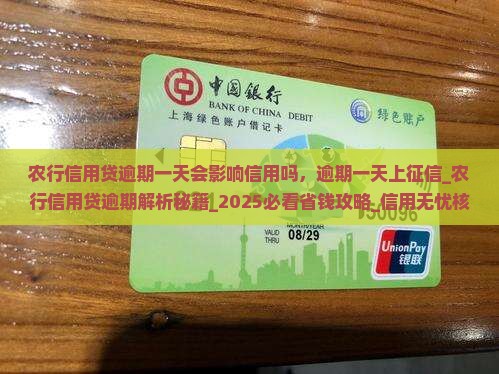 中国银行
BANK OF CHINA DEBIT
上海绿色账户借记卡
绿色账户
农行信用贷逾期一天会影响信用吗，逾期一天上征信_农
行信用贷逾期解析秘籍_2025必看省钱攻略_信用无忧核
150096
MONTH/YEAR
VALID
THRU
08/29
UnionPay
银联